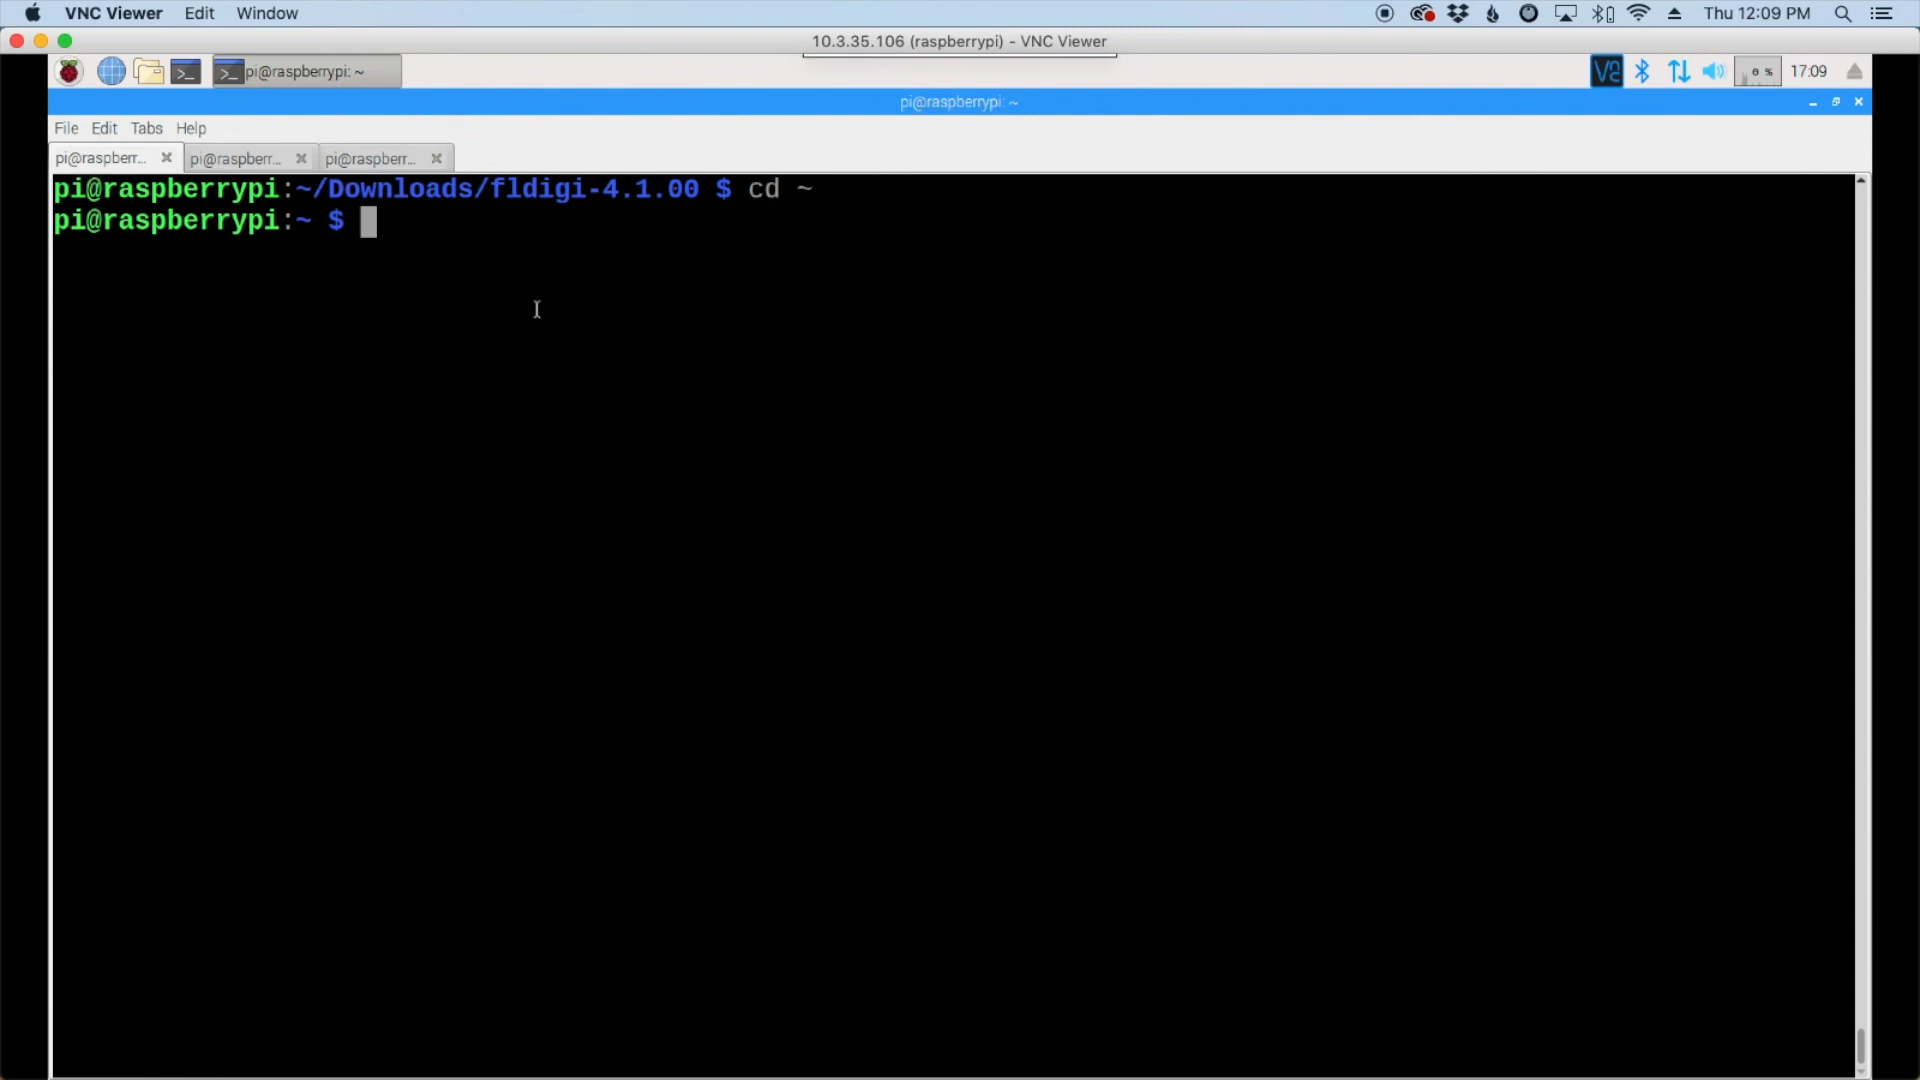 VNC Viewer Edit Window Thu 12:09 PM
10.3.35.106 (raspberrypi) - VNC Viewer
pi@raspberrypi: ~ 0 % 17:09
pi@raspberrypi: ~
File Edit Tabs Help
pi@raspberr... pi@raspberr... pi@raspberr...
pi@raspberrypi:~/Downloads/fldigi-4.1.00 $ cd ~
pi@raspberrypi:~ $